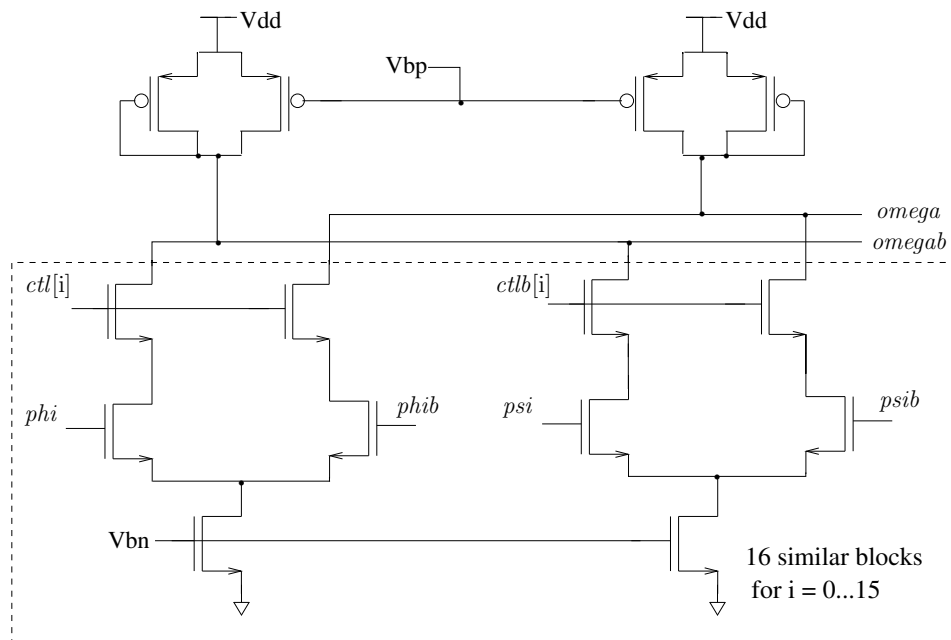 Vdd
Vdd
Vbp
omega
omegab
ctl[i]
ctlb[i]
phi
phib
psi
psib
Vbn
16 similar blocks
for i = 0...15